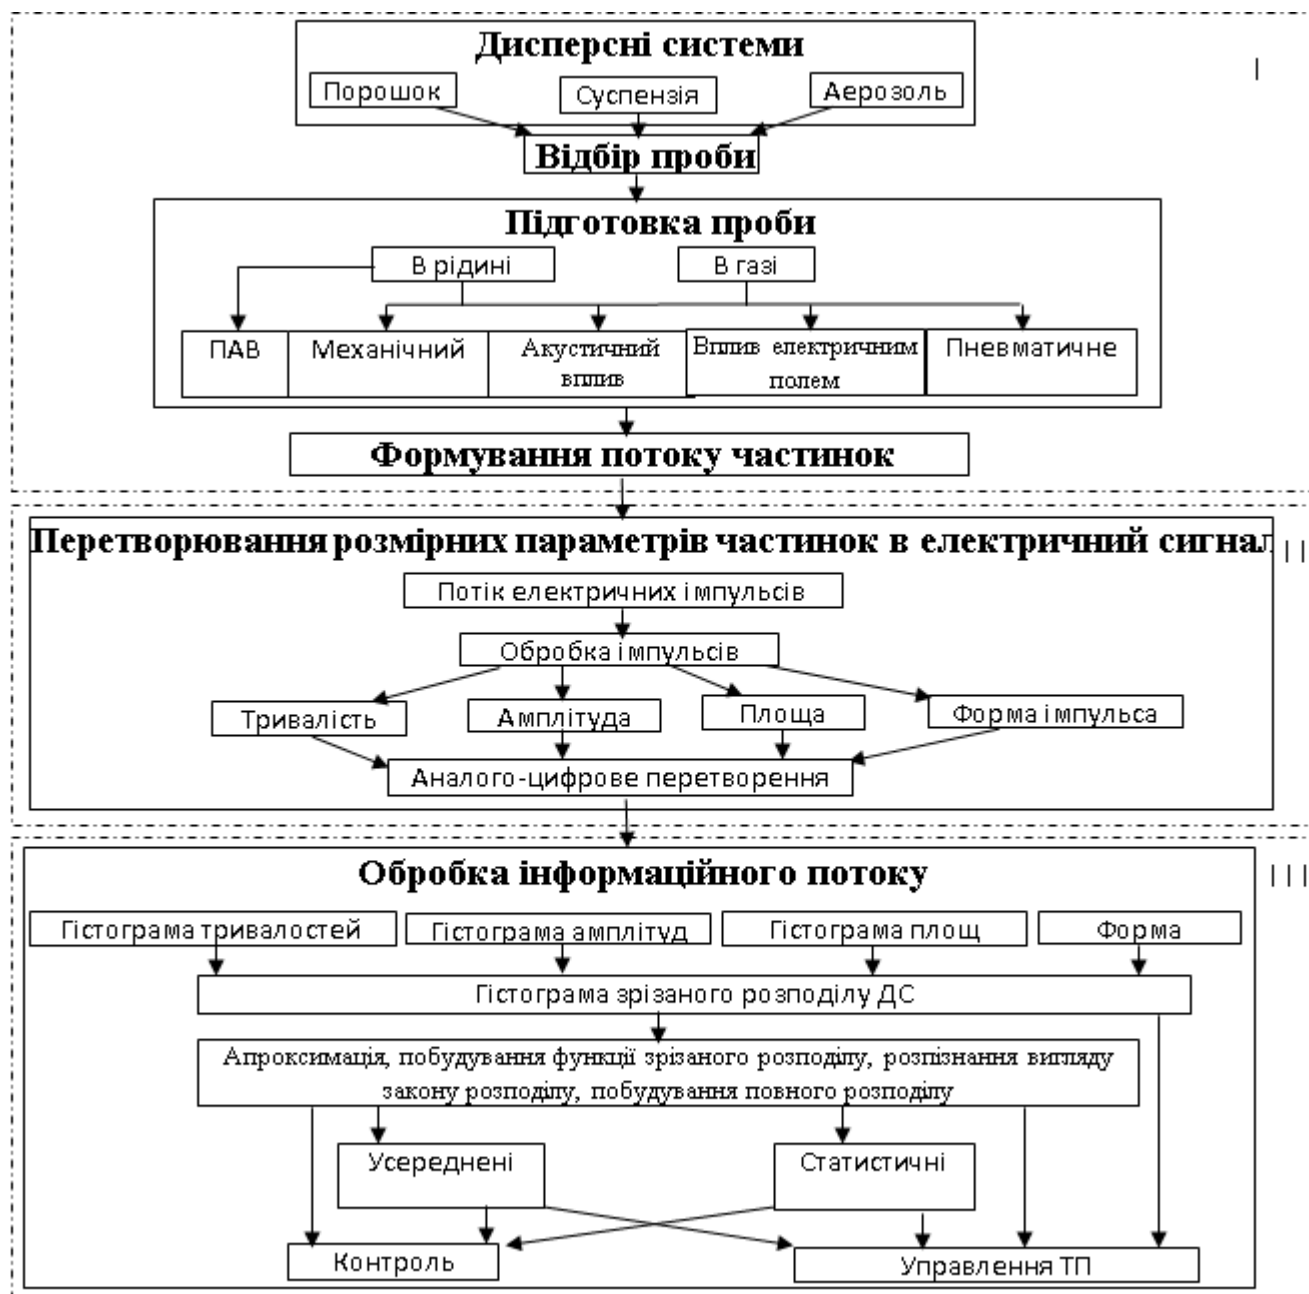 Дисперсні системи
|
Порошок
Суспензія
Аерозоль
Відбір проби
Підготовка проби
В рідині
В газі
ПАВ
Механічний
Акустичний
вплив
Вплив електричним
полем
Пневматичне
Формування потоку частинок
Перетворювання розмірних параметрів частинок в електричний сигнал
||
Потік електричних імпульсів
Обробка імпульсів
Тривалість
Амплітуда
Площа
Форма імпульса
Аналого-цифрове перетворення
Обробка інформаційного потоку
|||
Гістограма тривалостей
Гістограма амплітуд
Гістограма площ
Форма
Гістограма зрізаного розподілу ДС
Апроксимація, побудування функції зрізаного розподілу, розпізнання вигляду
закону розподілу, побудування повного розподілу
Усереднені
Статистичні
Контроль
Управлення ТП